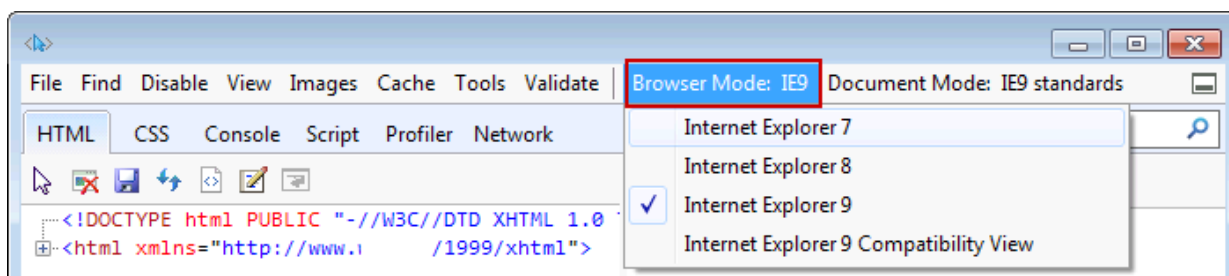 File Find Disable View Images Cache Tools Validate Browser Mode: IE9 Document Mode: IE9 standards
HTML CSS Console Script Profiler Network
Internet Explorer 7
Internet Explorer 8
Internet Explorer 9
Internet Explorer 9 Compatibility View
<!DOCTYPE html PUBLIC "-//W3C//DTD XHTML 1.0
<html xmlns="http://www. /1999/xhtml">